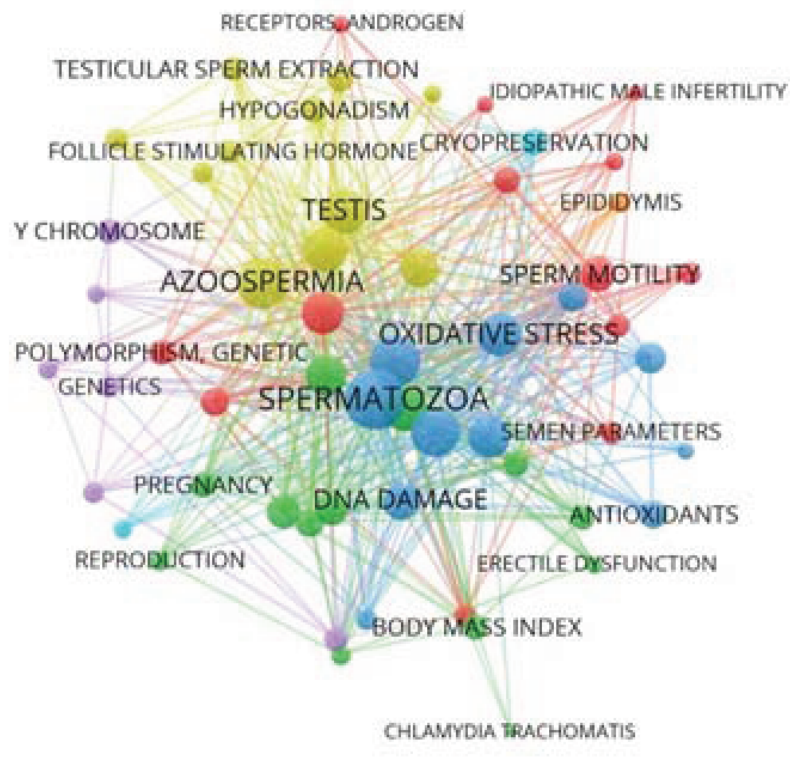 RECEPTORS, ANDROGEN
TESTICULAR SPERM EXTRACTION
IDIOPATHIC MALE INFERTILITY
HYPOGONADISM
CRYOPRESERVATION
FOLLICLE STIMULATING HORMONE
EPIDIDYMIS
TESTIS
Y CHROMOSOME
SPERM MOTILITY
AZOOSPERMIA
OXIDATIVE STRESS
POLYMORPHISM, GENETIC
GENETICS
SPERMATOZOA
SEMEN PARAMETERS
PREGNANCY
DNA DAMAGE
ANTIOXIDANTS
REPRODUCTION
ERECTILE DYSFUNCTION
BODY MASS INDEX
CHLAMYDIA TRACHOMATIS